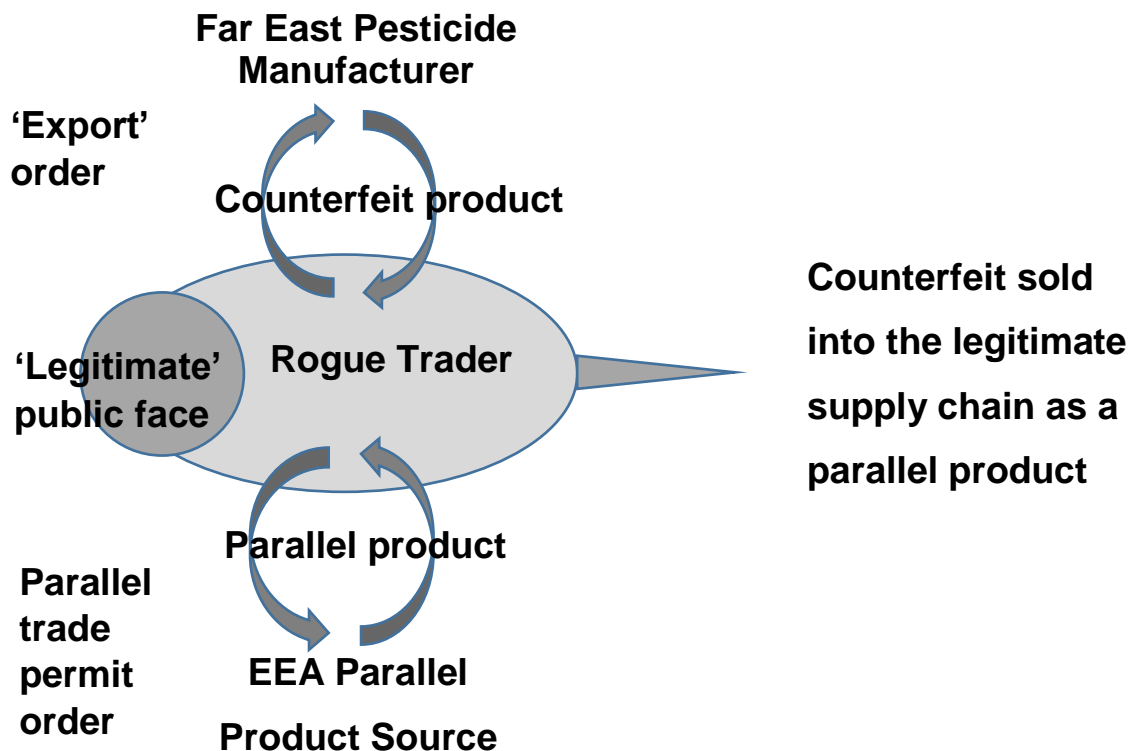 Far East Pesticide
Manufacturer
‘Export’
order
Counterfeit product
‘Legitimate’
public face
Rogue Trader
Counterfeit sold
into the legitimate
supply chain as a
parallel product
Parallel product
Parallel
trade
permit
order
EEA Parallel
Product Source